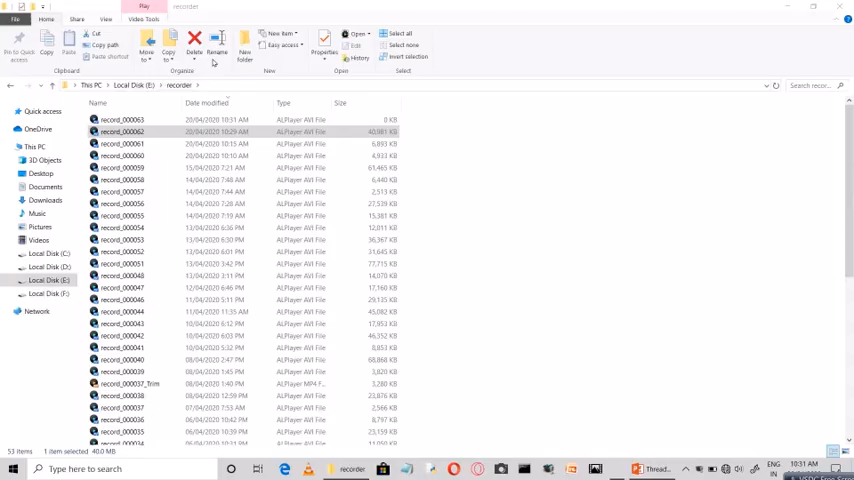 Play recorder
File Home Share View Video Tools
Pin to Quick access Copy Paste Cut Copy path Paste shortcut Move to Copy to Delete Rename New folder New item Easy access Properties Open Edit History Select all Select none Invert selection
Clipboard Organize New Open Select
This PC Local Disk (E:) recorder Search recor...
Name Date modified Type Size
Quick access
OneDrive
This PC
3D Objects
Desktop
Documents
Downloads
Music
Pictures
Videos
Local Disk (C:)
Local Disk (D:)
Local Disk (E:)
Local Disk (F:)
Network
record_000063 20/04/2020 10:31 AM ALPlayer AVI File 0 KB
record_000062 20/04/2020 10:29 AM ALPlayer AVI File 40,981 KB
record_000061 20/04/2020 10:15 AM ALPlayer AVI File 6,893 KB
record_000060 20/04/2020 10:10 AM ALPlayer AVI File 4,933 KB
record_000059 15/04/2020 7:21 AM ALPlayer AVI File 61,465 KB
record_000058 14/04/2020 7:48 AM ALPlayer AVI File 6,440 KB
record_000057 14/04/2020 7:44 AM ALPlayer AVI File 2,513 KB
record_000056 14/04/2020 7:28 AM ALPlayer AVI File 27,539 KB
record_000055 14/04/2020 7:19 AM ALPlayer AVI File 15,381 KB
record_000054 13/04/2020 6:36 PM ALPlayer AVI File 12,011 KB
record_000053 13/04/2020 6:30 PM ALPlayer AVI File 36,367 KB
record_000052 13/04/2020 6:01 PM ALPlayer AVI File 31,645 KB
record_000051 13/04/2020 3:42 PM ALPlayer AVI File 77,715 KB
record_000048 13/04/2020 3:11 PM ALPlayer AVI File 14,078 KB
record_000047 12/04/2020 6:46 PM ALPlayer AVI File 17,160 KB
record_000046 11/04/2020 5:11 PM ALPlayer AVI File 29,135 KB
record_000044 11/04/2020 11:35 AM ALPlayer AVI File 45,082 KB
record_000043 10/04/2020 6:12 PM ALPlayer AVI File 17,953 KB
record_000042 10/04/2020 6:03 PM ALPlayer AVI File 46,352 KB
record_000041 10/04/2020 5:32 PM ALPlayer AVI File 8,853 KB
record_000040 08/04/2020 2:47 PM ALPlayer AVI File 68,868 KB
record_000039 08/04/2020 1:45 PM ALPlayer AVI File 3,820 KB
record_000037_Trim 08/04/2020 1:40 PM ALPlayer MP4 F... 3,280 KB
record_000038 08/04/2020 12:59 PM ALPlayer AVI File 23,876 KB
record_000037 07/04/2020 7:53 AM ALPlayer AVI File 2,566 KB
record_000036 06/04/2020 10:42 PM ALPlayer AVI File 8,797 KB
record_000035 06/04/2020 10:39 PM ALPlayer AVI File 23,159 KB
record_000034 06/04/2020 10:31 PM ALPlayer AVI File 11,050 KB
53 items 1 item selected 40.0 MB
Type here to search recorder Thread... ENG IN 10:31 AM